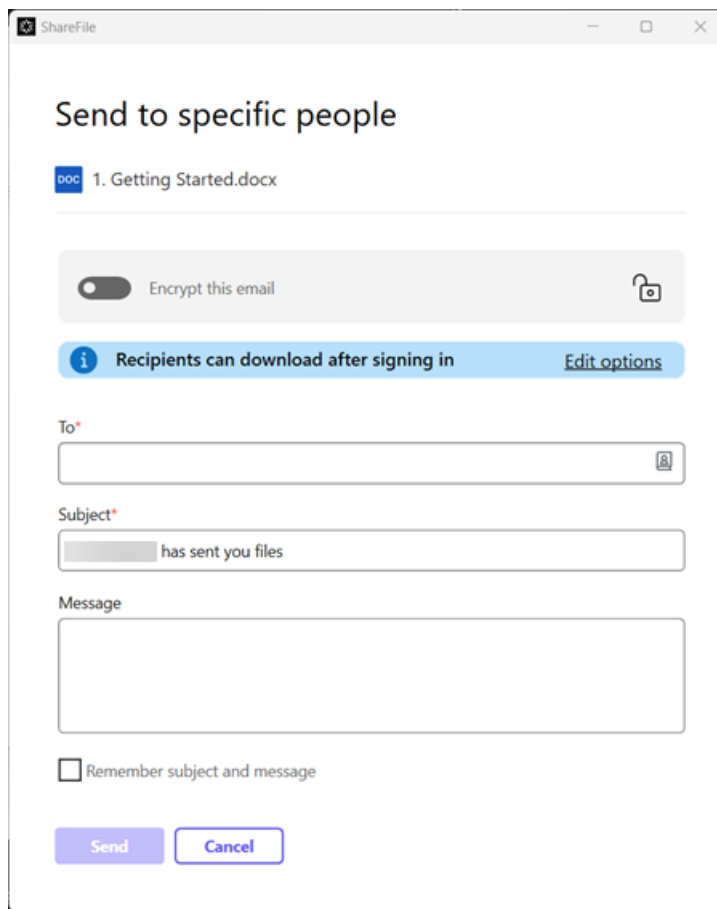 ShareFile
Send to specific people
DOC 1. Getting Started.docx
Encrypt this email
Recipients can download after signing in Edit options
To*
Subject*
has sent you files
Message
Remember subject and message
Send Cancel